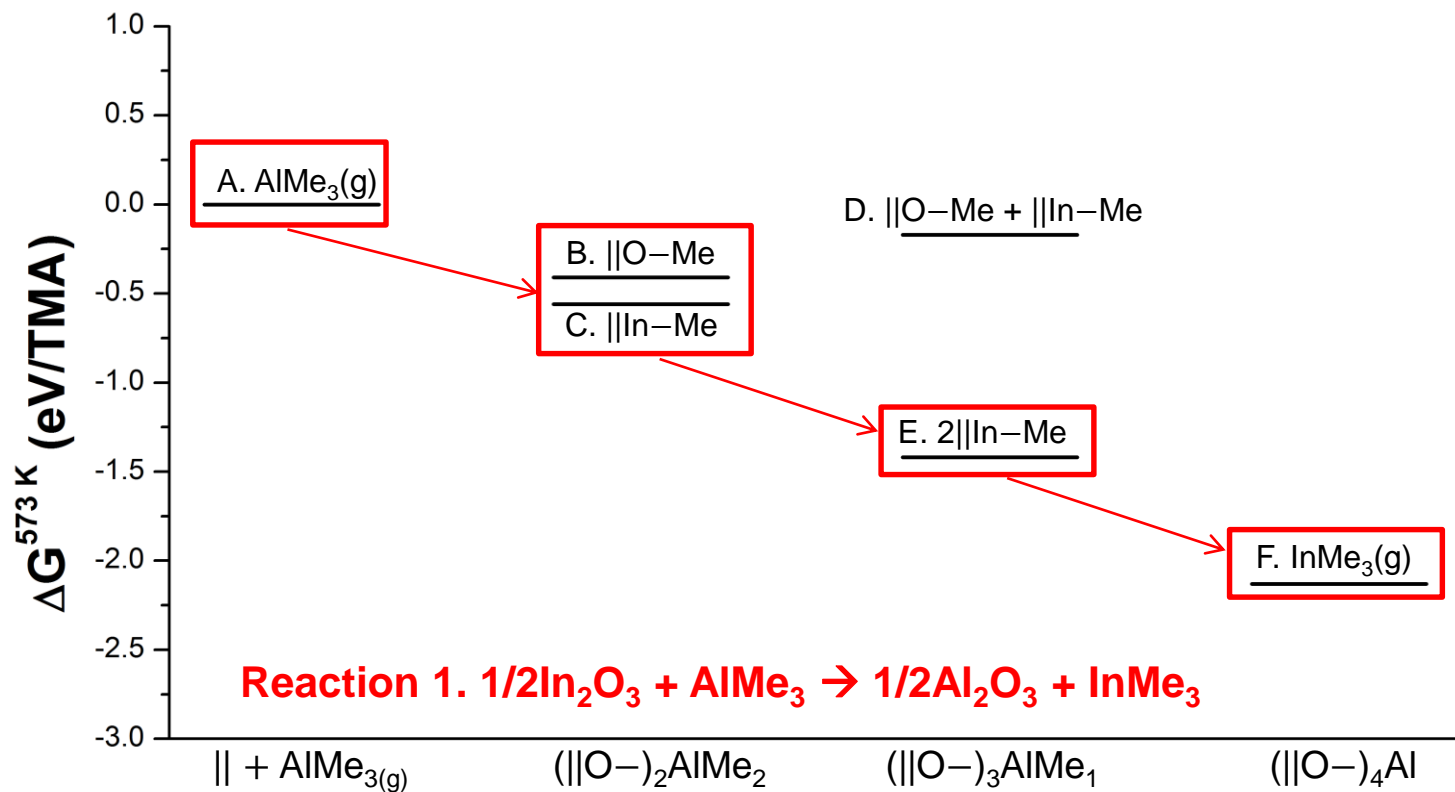 ΔG⁵⁷³ ᴷ (eV/TMA)
1.0
0.5
0.0
-0.5
-1.0
-1.5
-2.0
-2.5
-3.0
A. AlMe₃(g)
B. ||O−Me
C. ||In−Me
D. ||O−Me + ||In−Me
E. 2||In−Me
F. InMe₃(g)
Reaction 1. 1/2In₂O₃ + AlMe₃ → 1/2Al₂O₃ + InMe₃
|| + AlMe₃₍g₎
(||O−)₂AlMe₂
(||O−)₃AlMe₁
(||O−)₄Al